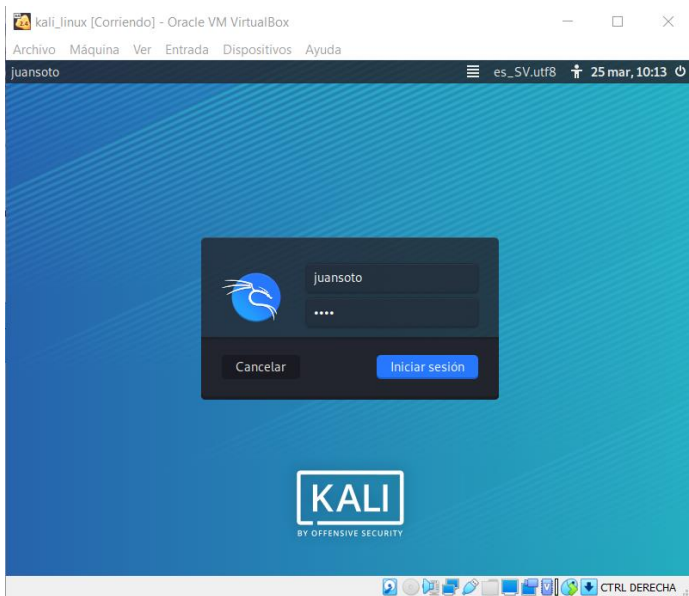 kali_linux [Corriendo] - Oracle VM VirtualBox
Archivo Máquina Ver Entrada Dispositivos Ayuda
juansoto es_SV.utf8 25 mar, 10:13
juansoto
••••
Cancelar Iniciar sesión
KALI
BY OFFENSIVE SECURITY
CTRL DERECHA